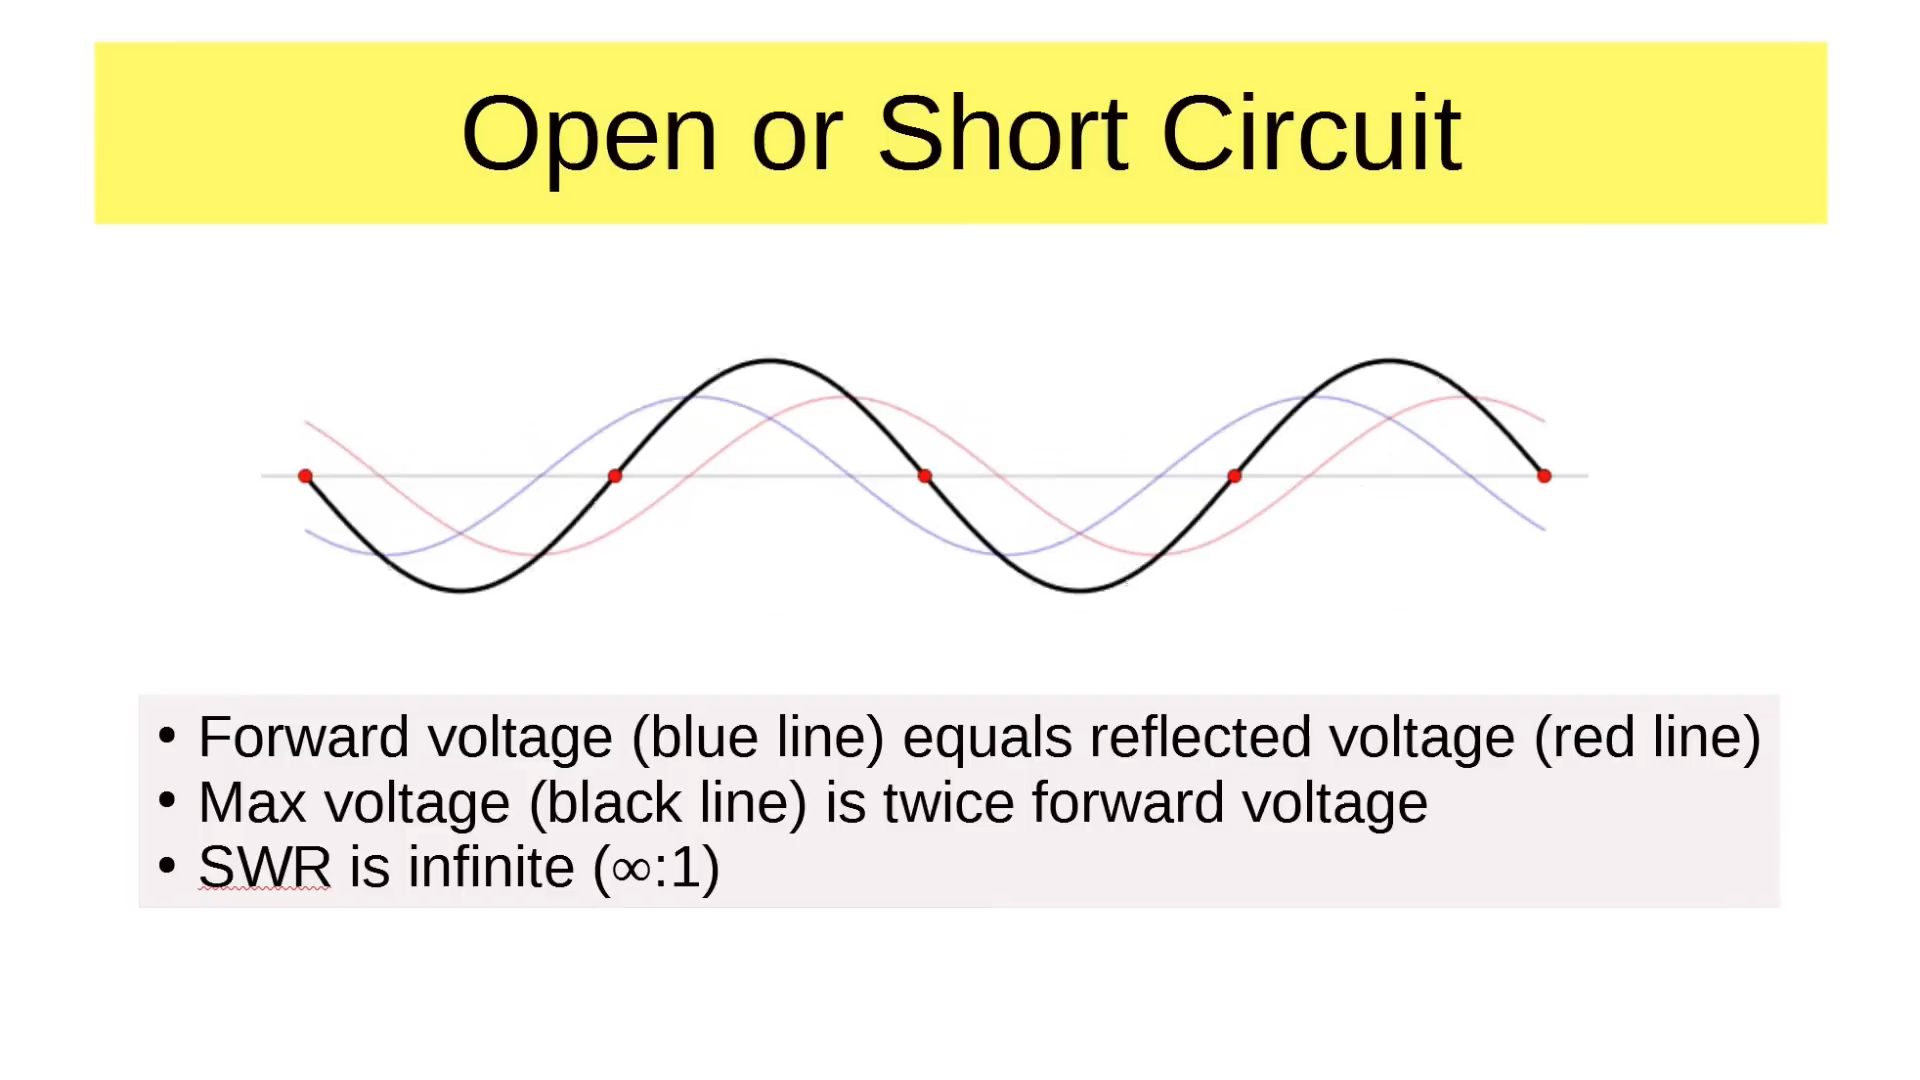 Open or Short Circuit
• Forward voltage (blue line) equals reflected voltage (red line)
• Max voltage (black line) is twice forward voltage
• SWR is infinite (∞:1)